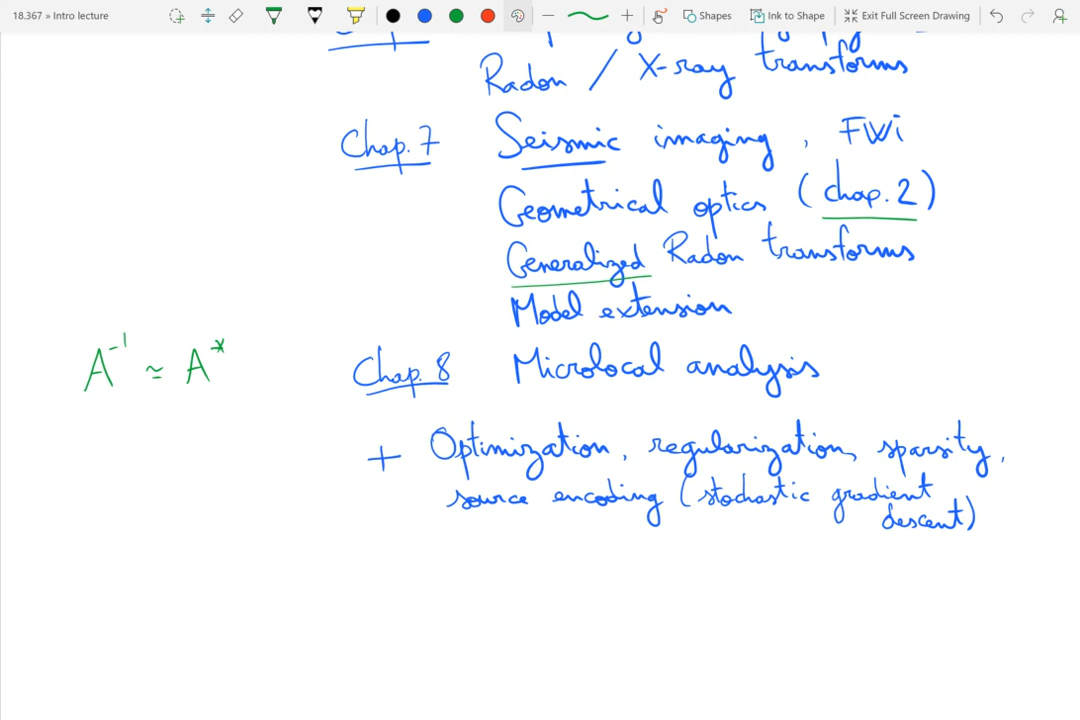 18.367 » Intro lecture
Shapes
Ink to Shape
Exit Full Screen Drawing
Radon / X-ray transforms
Chap. 7 Seismic imaging, FWi
Geometrical optics (chap. 2)
Generalized Radon transforms
Model extension
A⁻¹ ≃ A*
Chap. 8 Microlocal analysis
+ Optimization, regularization, sparsity,
source encoding (stochastic gradient
descent)